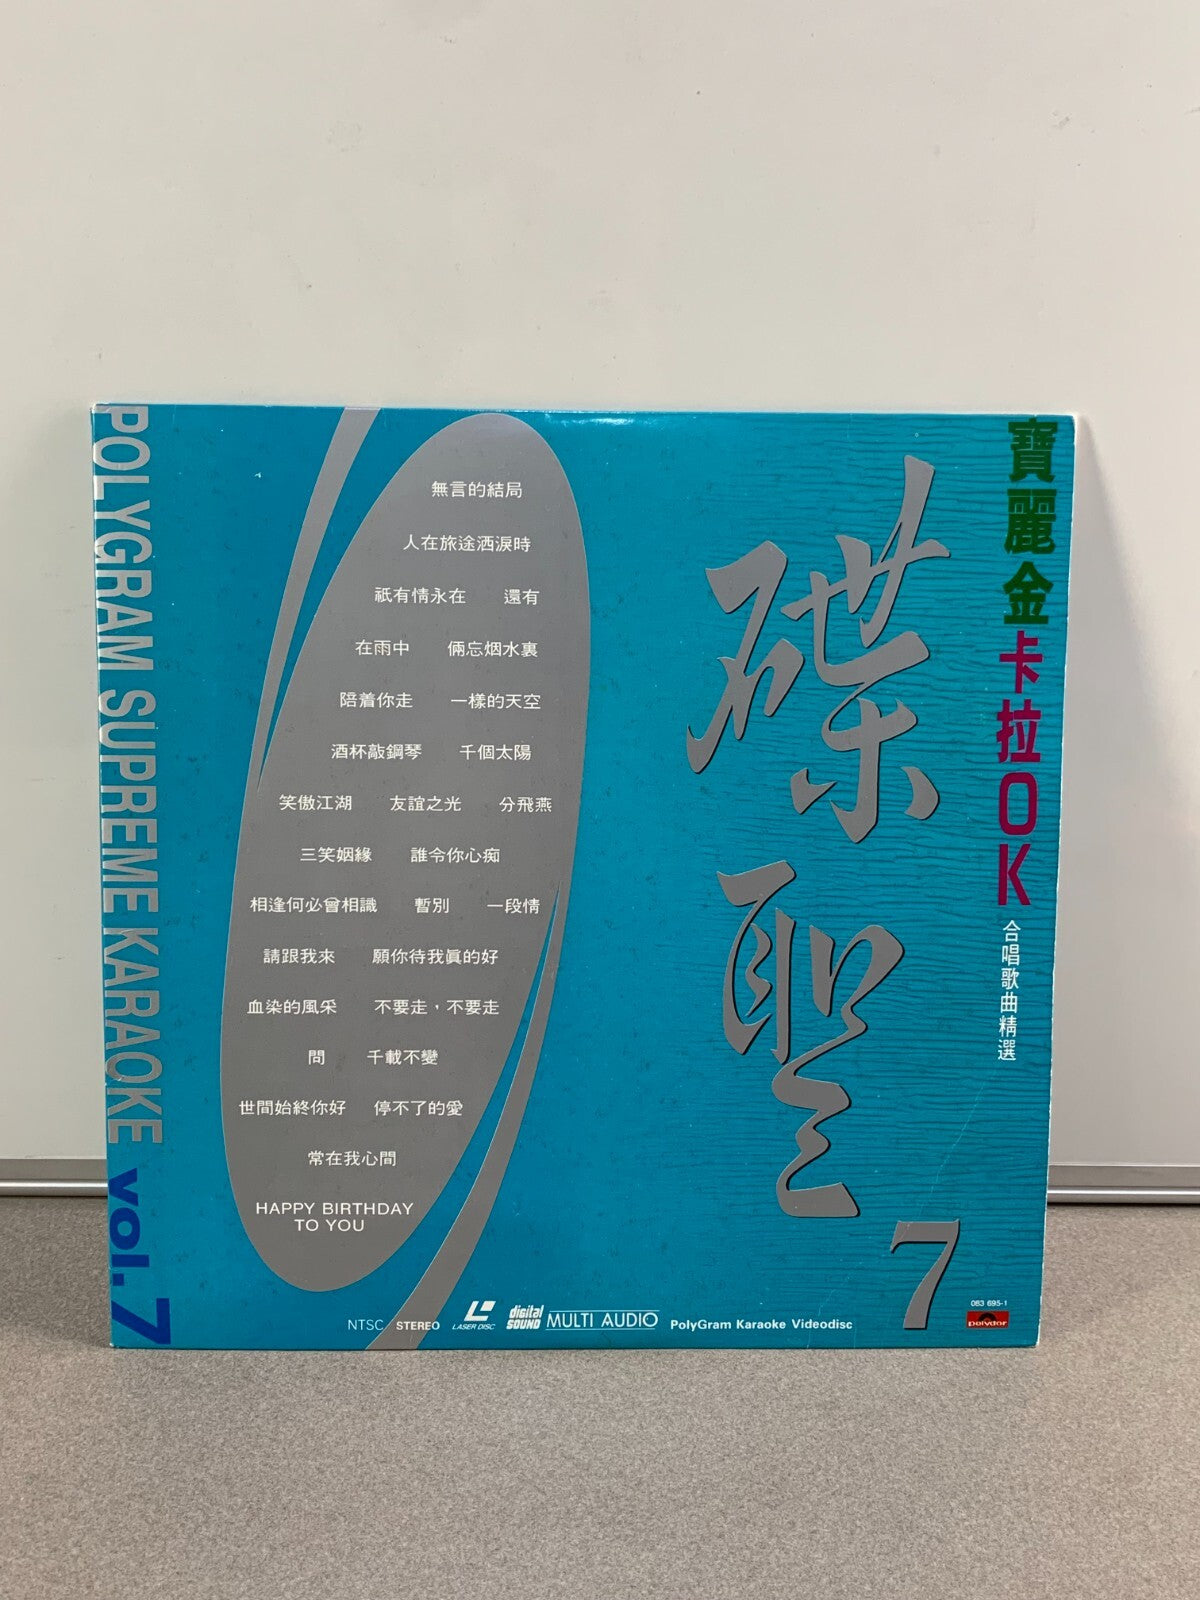 POLYGRAM SUPREME KARAOKE vol.7
無言的結局
人在旅途洒淚時
祇有情永在 還有
在雨中 倆忘烟水裏
陪着你走 一樣的天空
酒杯敲鋼琴 千個太陽
笑傲江湖 友誼之光 分飛燕
三笑姻緣 誰令你心痴
相逢何必曾相識 暫別 一段情
請跟我來 願你待我眞的好
血染的風采 不要走，不要走
問 千載不變
世間始終你好 停不了的愛
常在我心間
HAPPY BIRTHDAY
TO YOU
碟聖
7
寶麗金卡拉OK
合唱歌曲精選
NTSC STEREO LASER DISC digital SOUND MULTI AUDIO PolyGram Karaoke Videodisc
083 695-1
polydor